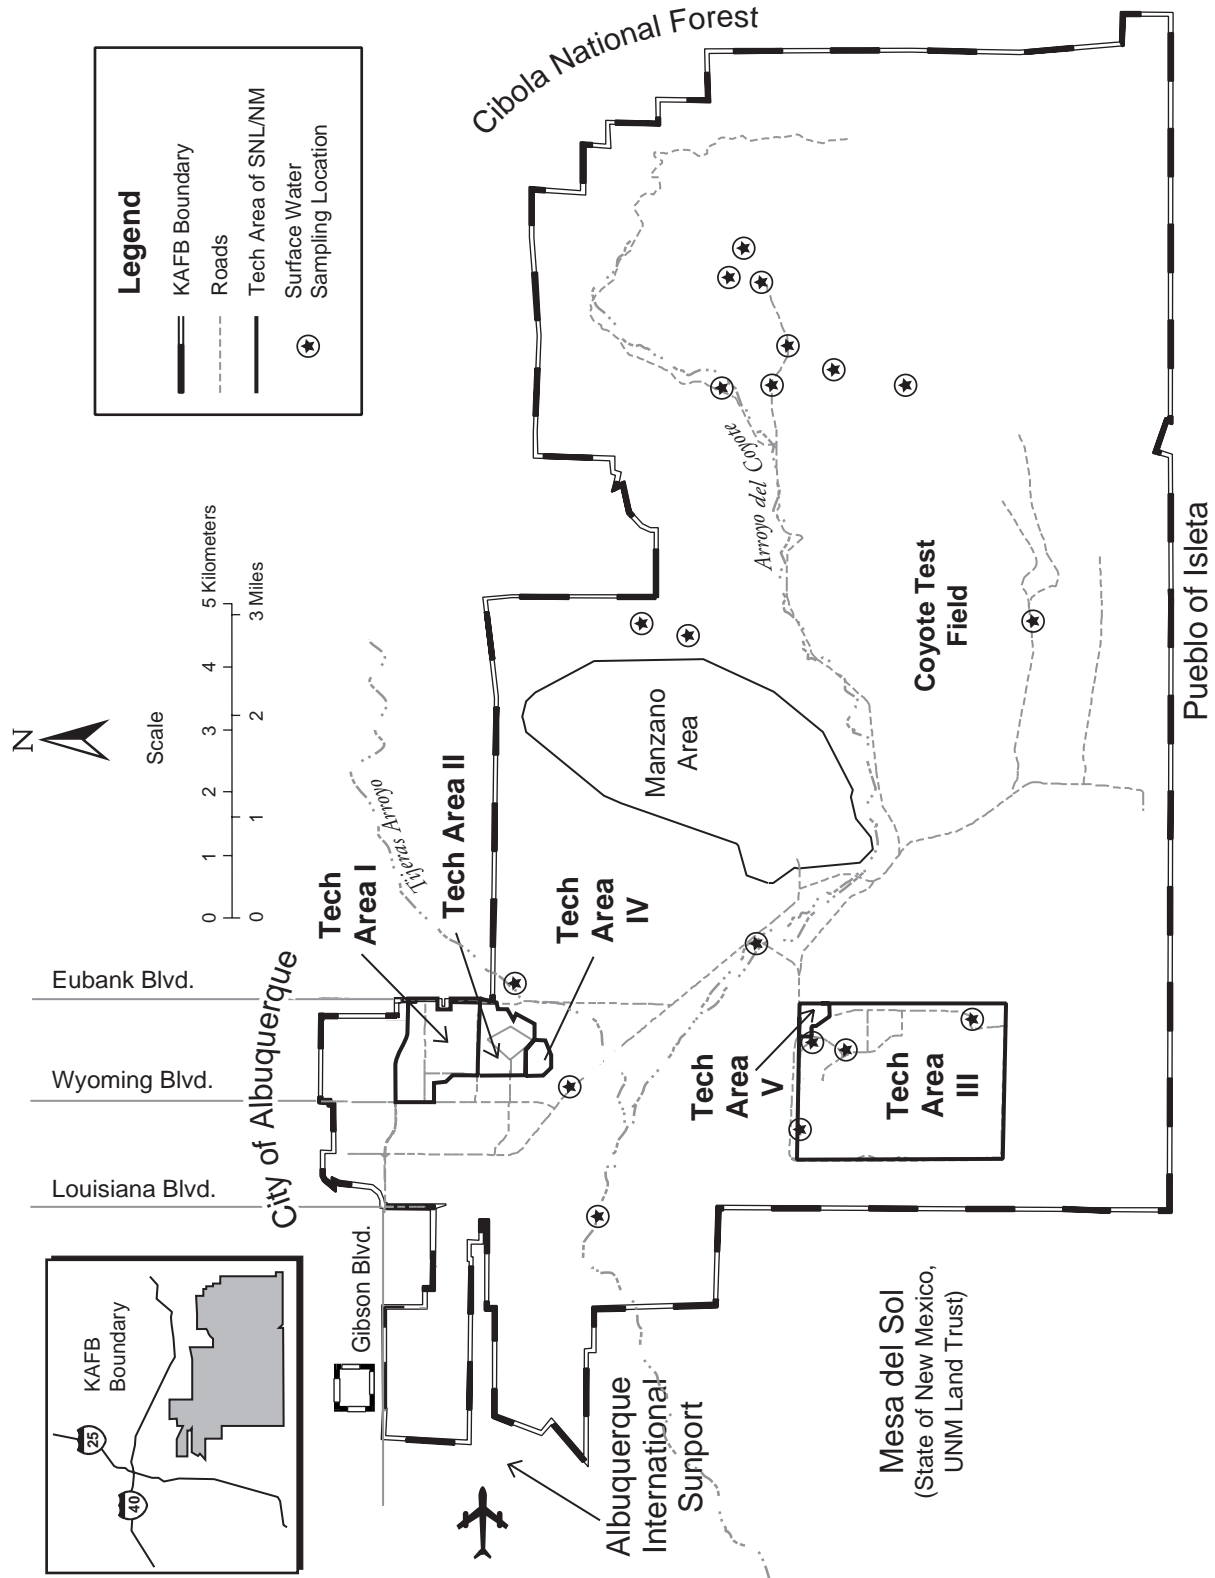 KAFB
Boundary
25
40
Louisiana Blvd.
Wyoming Blvd.
Eubank Blvd.
City of Albuquerque
Gibson Blvd.
N
Scale
0 1 2 3 4 5 Kilometers
0 1 2 3 Miles
Legend
KAFB Boundary
Roads
Tech Area of SNL/NM
Surface Water
Sampling Location
Tijeras Arroyo
Tech
Area I
Tech Area II
Tech
Area
IV
Cibola National Forest
Albuquerque
International
Sunport
Manzano
Area
Arroyo del Coyote
Tech
Area
V
Tech
Area
III
Coyote Test
Field
Mesa del Sol
(State of New Mexico,
UNM Land Trust)
Pueblo of Isleta